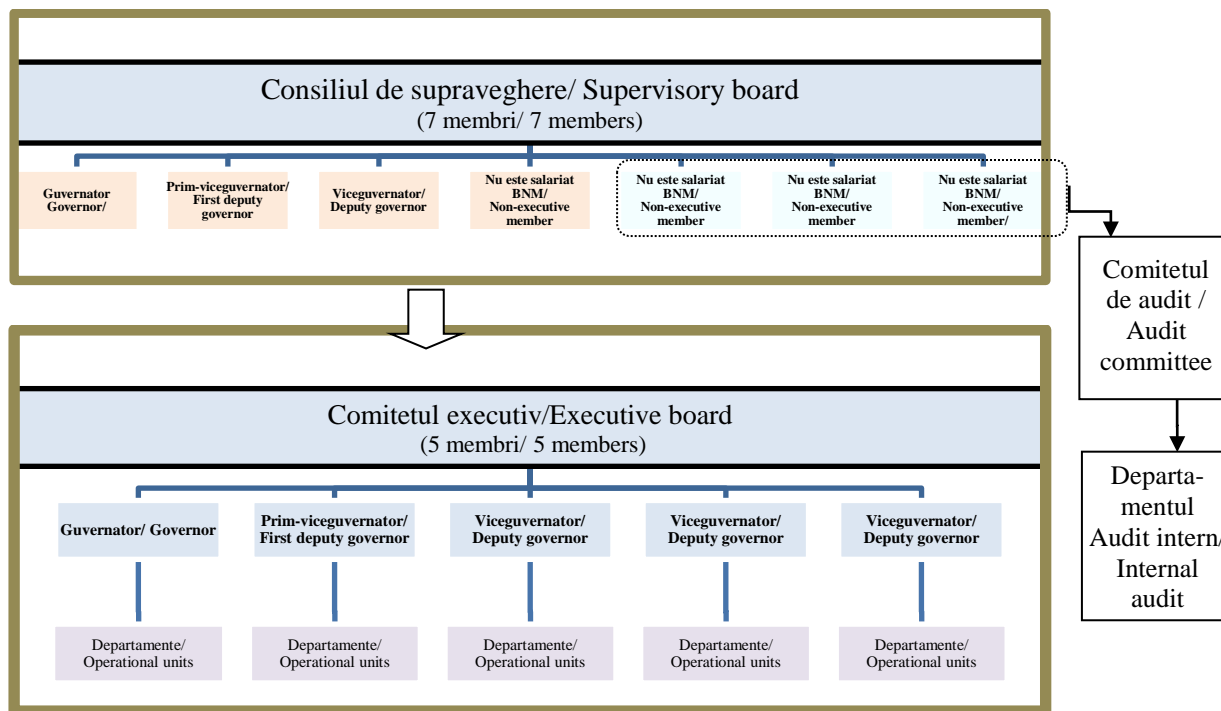 Consiliul de supraveghere/ Supervisory board
(7 membri/ 7 members)
Guvernator
Governor/
Prim-viceguvernator/
First deputy
governor
Viceguvernator/
Deputy governor
Nu este salariat
BNM/
Non-executive
member
Nu este salariat
BNM/
Non-executive
member
Nu este salariat
BNM/
Non-executive
member
Nu este salariat
BNM/
Non-executive
member/
Comitetul
de audit /
Audit
committee
Departa-
mentul
Audit intern/
Internal
audit
Comitetul executiv/Executive board
(5 membri/ 5 members)
Guvernator/ Governor
Prim-viceguvernator/
First deputy governor
Viceguvernator/
Deputy governor
Viceguvernator/
Deputy governor
Viceguvernator/
Deputy governor
Departamente/
Operational units
Departamente/
Operational units
Departamente/
Operational units
Departamente/
Operational units
Departamente/
Operational units